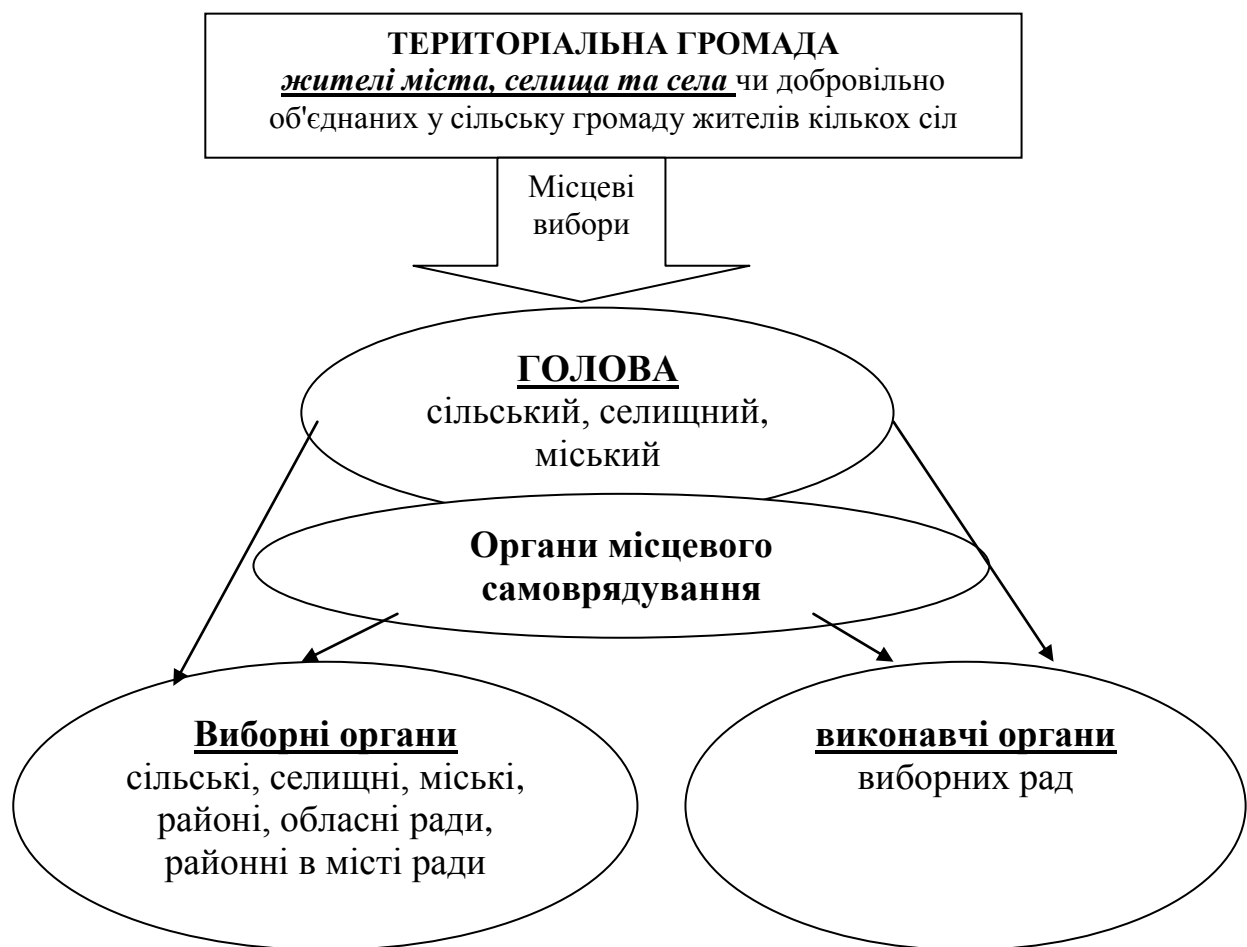 ТЕРИТОРІАЛЬНА ГРОМАДА
жителі міста, селища та села чи добровільно
об'єднаних у сільську громаду жителів кількох сіл
Місцеві
вибори
ГОЛОВА
сільський, селищний,
міський
Органи місцевого
самоврядування
Виборні органи
сільські, селищні, міські,
районі, обласні ради,
районні в місті ради
виконавчі органи
виборних рад